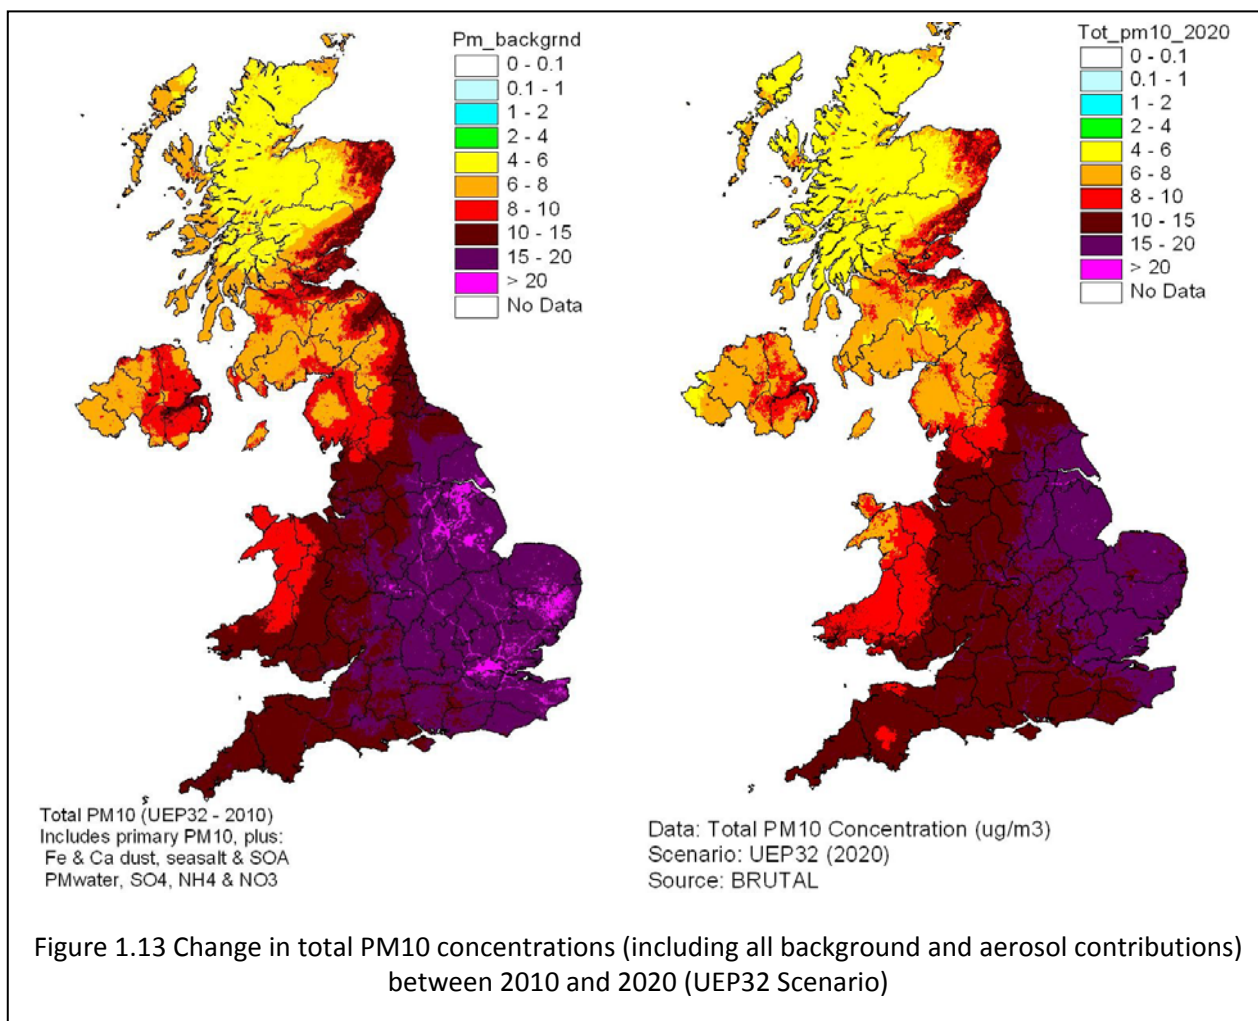 Pm_backgrnd
0 - 0.1
0.1 - 1
1 - 2
2 - 4
4 - 6
6 - 8
8 - 10
10 - 15
15 - 20
> 20
No Data
Tot_pm10_2020
0 - 0.1
0.1 - 1
1 - 2
2 - 4
4 - 6
6 - 8
8 - 10
10 - 15
15 - 20
> 20
No Data
Total PM10 (UEP32 - 2010)
Includes primary PM10, plus:
Fe & Ca dust, seasalt & SOA
PMwater, SO4, NH4 & NO3
Data: Total PM10 Concentration (ug/m3)
Scenario: UEP32 (2020)
Source: BRUTAL
Figure 1.13 Change in total PM10 concentrations (including all background and aerosol contributions)
between 2010 and 2020 (UEP32 Scenario)